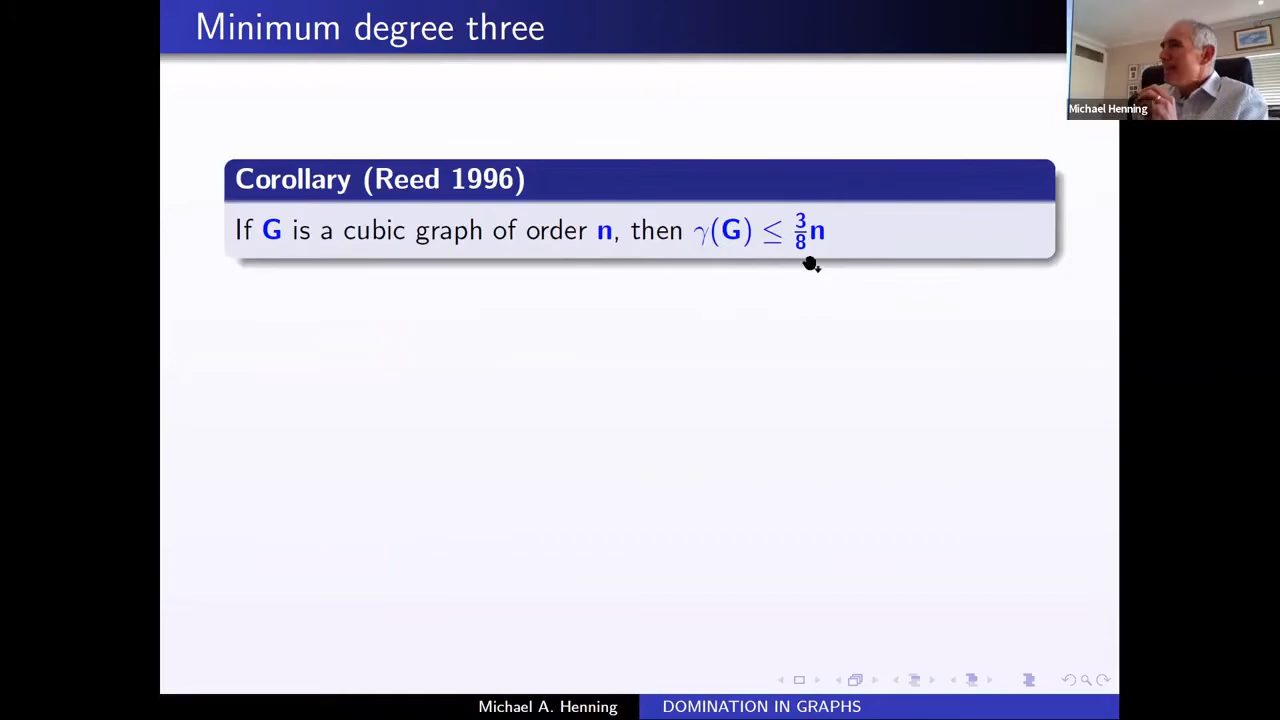 Minimum degree three
Michael Henning
Corollary (Reed 1996)
If G is a cubic graph of order n, then γ(G) ≤ 3/8 n
Michael A. Henning
DOMINATION IN GRAPHS